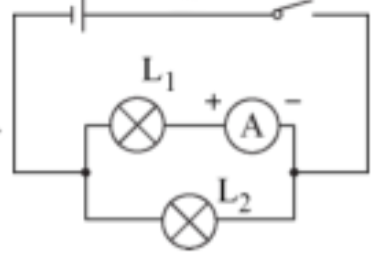 L₁
+ A −
L₂